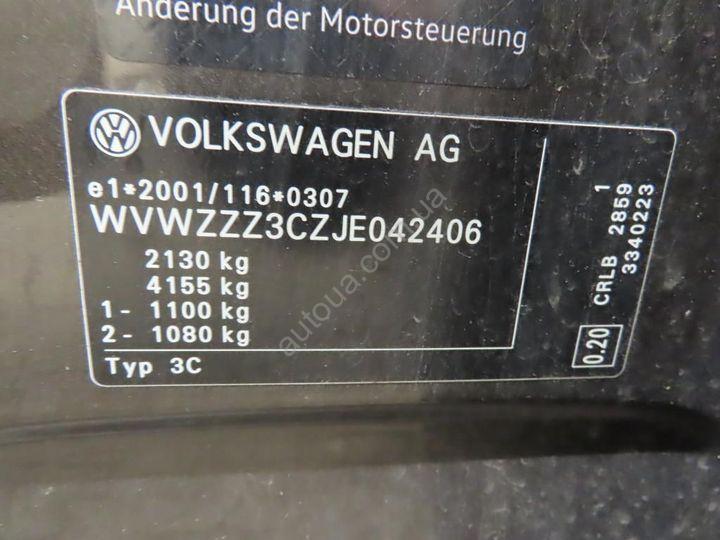 Änderung der Motorsteuerung
VOLKSWAGEN AG
e1*2001/116*0307
WVWZZZ3CZJE042406
2130 kg
4155 kg
1- 1100 kg
2- 1080 kg
Typ 3C
0.20 CRLB 2859 1
3340223
autoua.com.ua